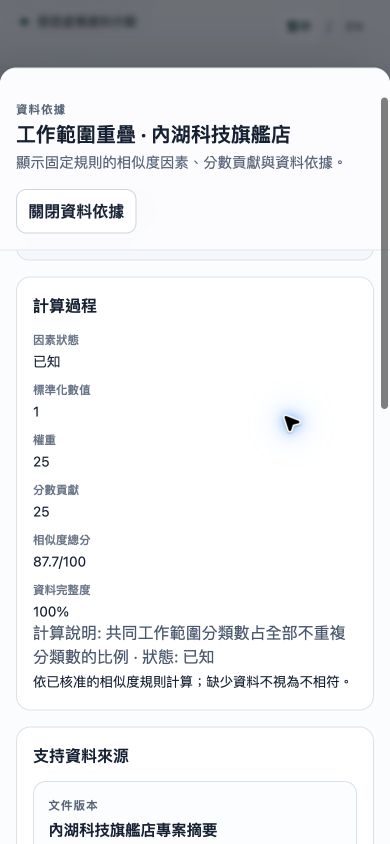 資料依據
工作範圍重疊 · 內湖科技旗艦店
顯示固定規則的相似度因素、分數貢獻與資料依據。
關閉資料依據
計算過程
因素狀態
已知
標準化數值
1
權重
25
分數貢獻
25
相似度總分
87.7/100
資料完整度
100%
計算說明: 共同工作範圍分類數占全部不重複
分類數的比例 · 狀態: 已知
依已核准的相似度規則計算；缺少資料不視為不相符。
支持資料來源
文件版本
內湖科技旗艦店專案摘要